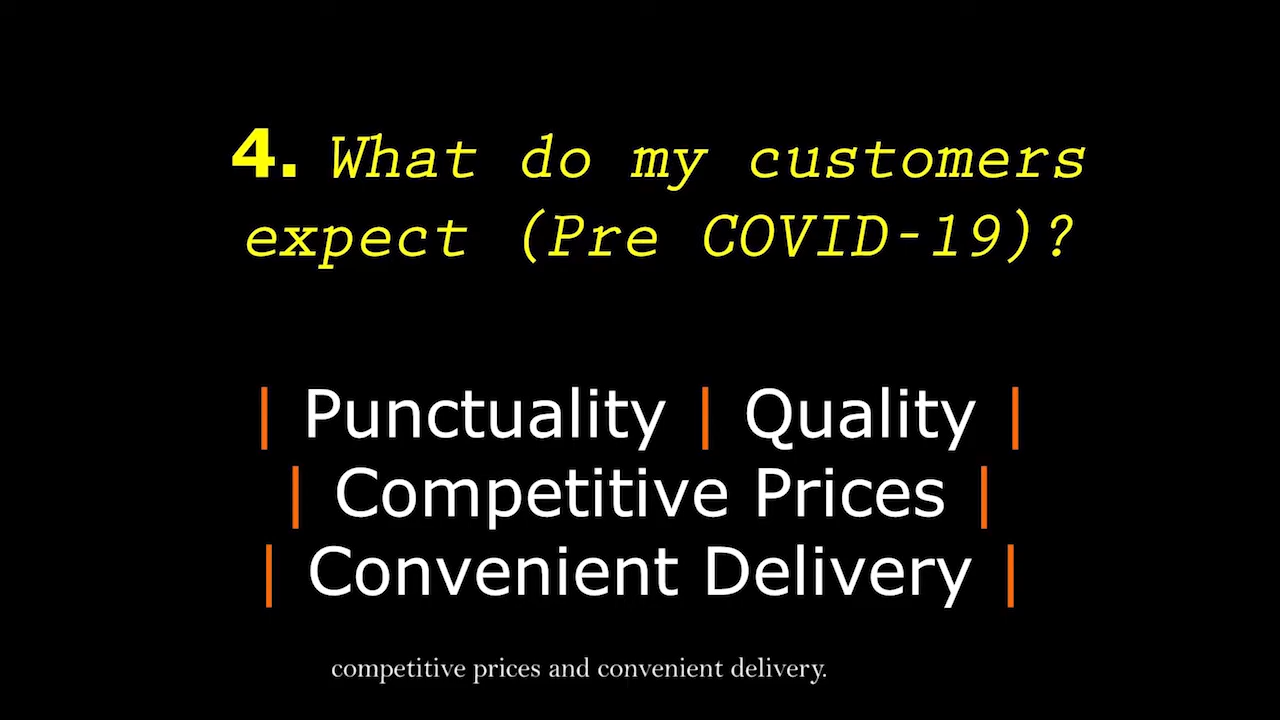 4. What do my customers
expect (Pre COVID-19)?
| Punctuality | Quality |
| Competitive Prices |
| Convenient Delivery |
competitive prices and convenient delivery.